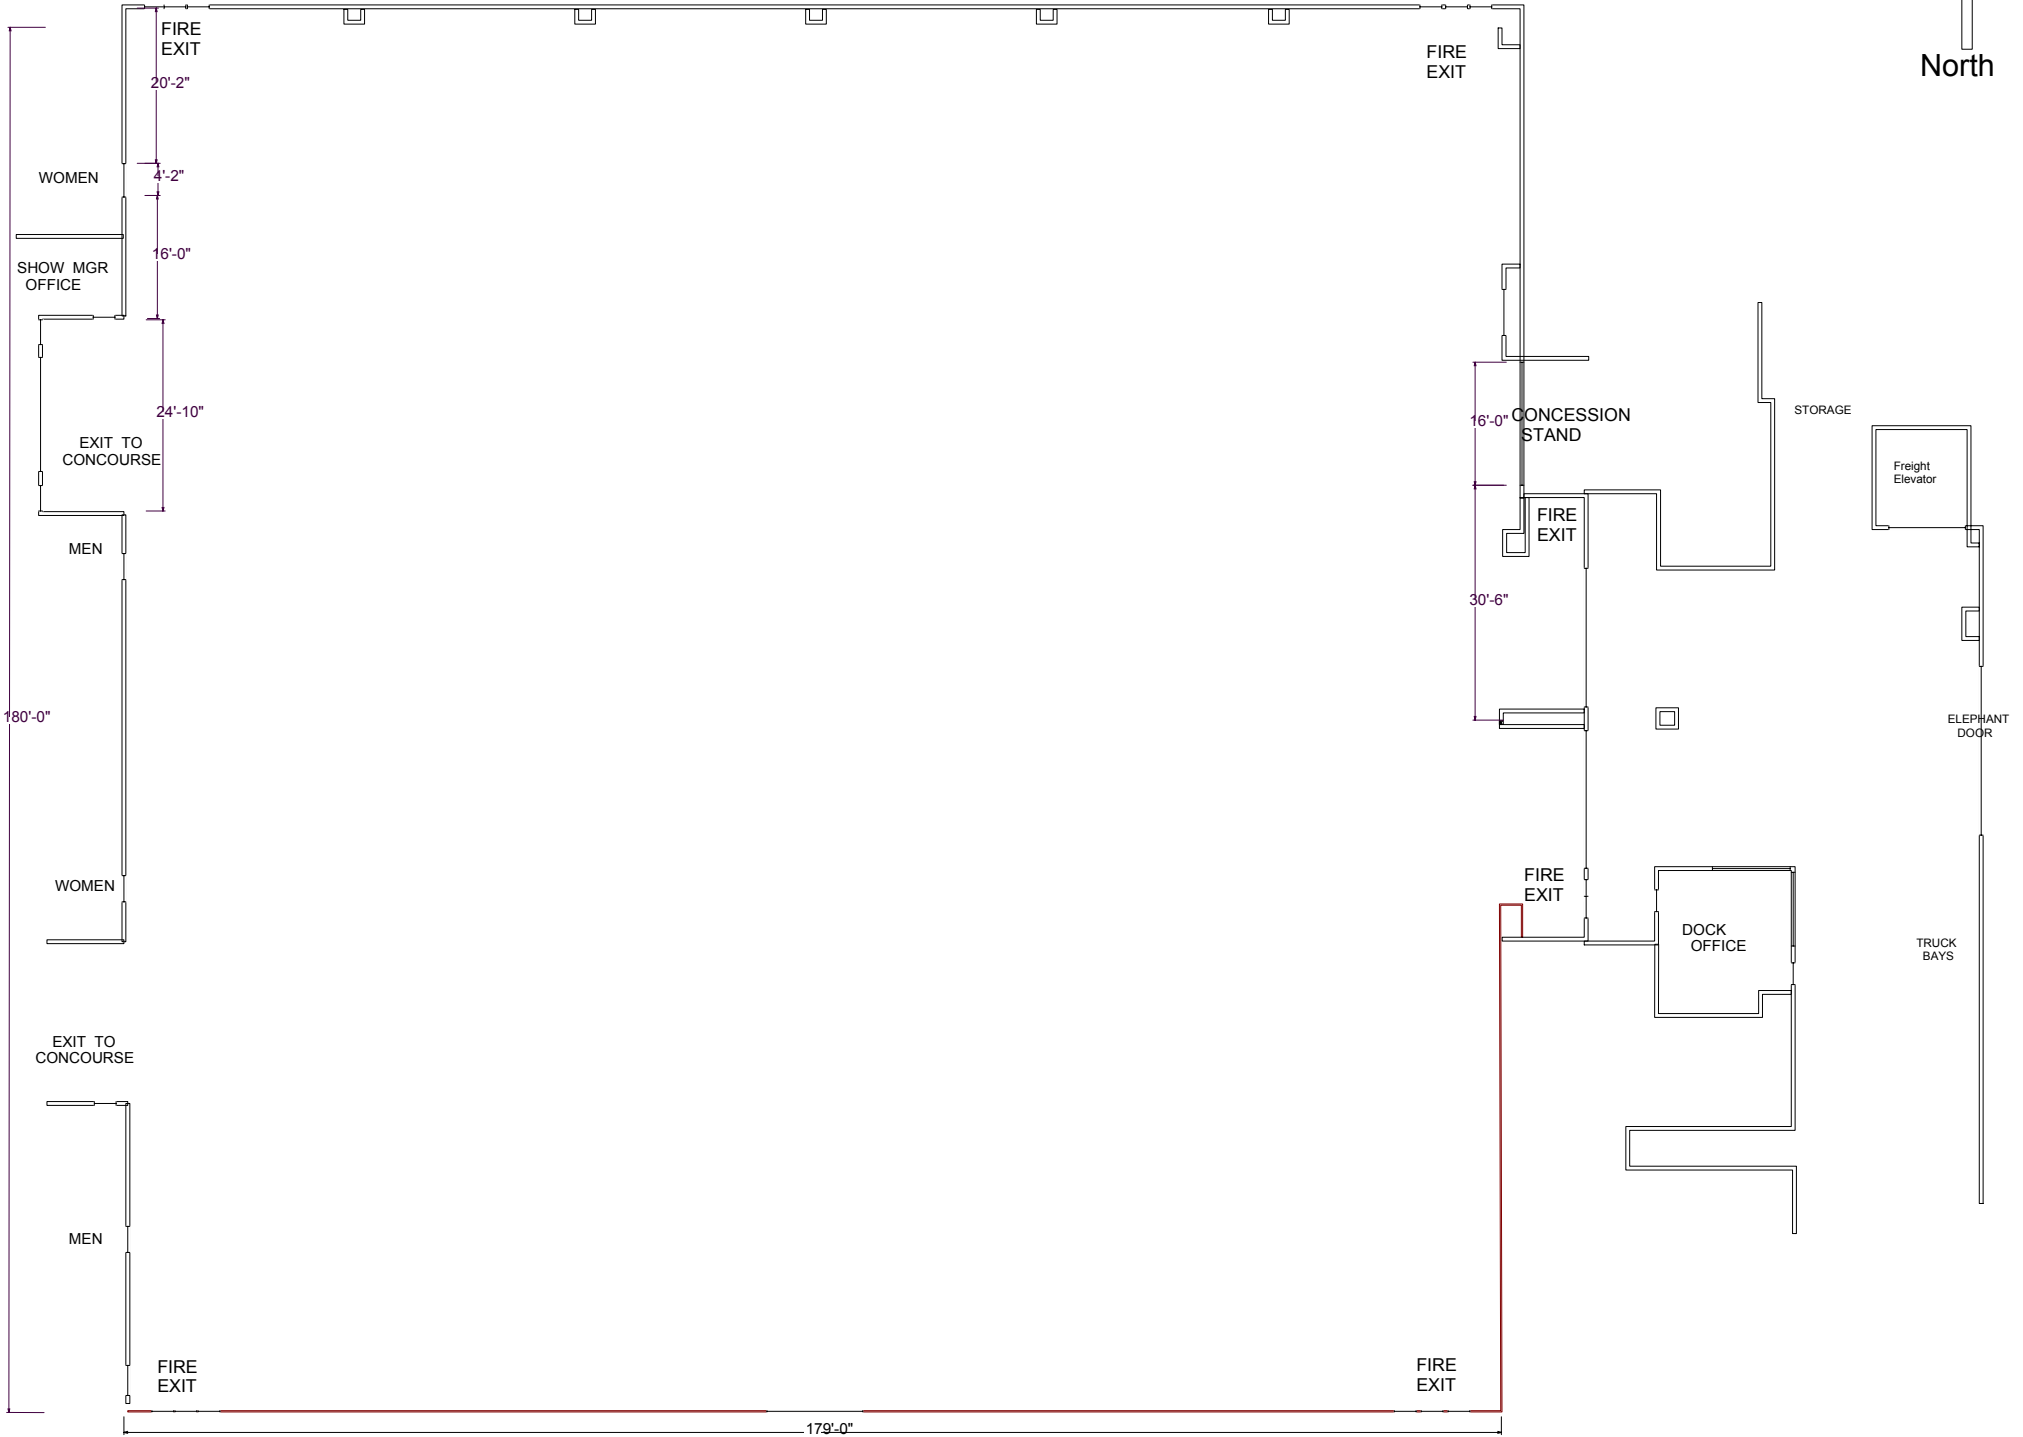 FIRE
EXIT
FIRE
EXIT
North
20'-2"
WOMEN
4'-2"
16'-0"
SHOW MGR
OFFICE
24'-10"
EXIT TO
CONCOURSE
16'-0"
CONCESSION
STAND
STORAGE
Freight
Elevator
FIRE
EXIT
MEN
30'-6"
180'-0"
ELEPHANT
DOOR
WOMEN
FIRE
EXIT
DOCK
OFFICE
TRUCK
BAYS
EXIT TO
CONCOURSE
MEN
FIRE
EXIT
FIRE
EXIT
179'-0"